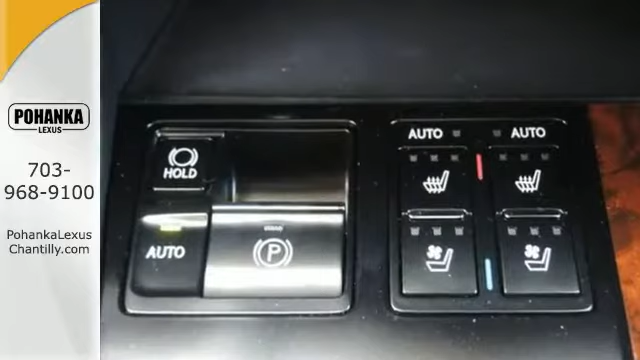 POHANKA
LEXUS
703-
968-9100
PohankaLexus
Chantilly.com
HOLD
AUTO
P
AUTO
AUTO